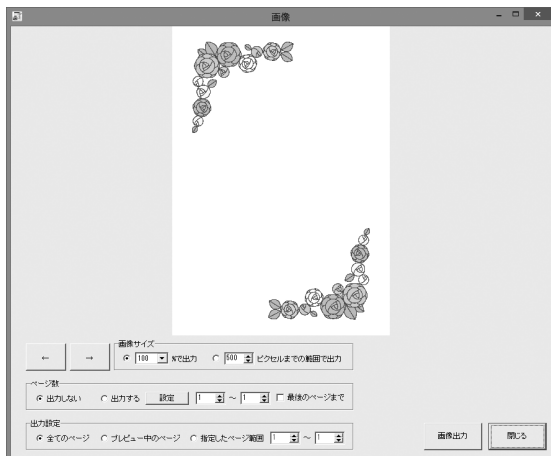 画像
← →
画像サイズ
100 %で出力 500 ピクセルまでの範囲で出力
ページ数
出力しない 出力する 設定 1 ～ 1 最後のページまで
出力設定
全てのページ プレビュー中のページ 指定したページ範囲 1 ～ 1
画像出力 閉じる